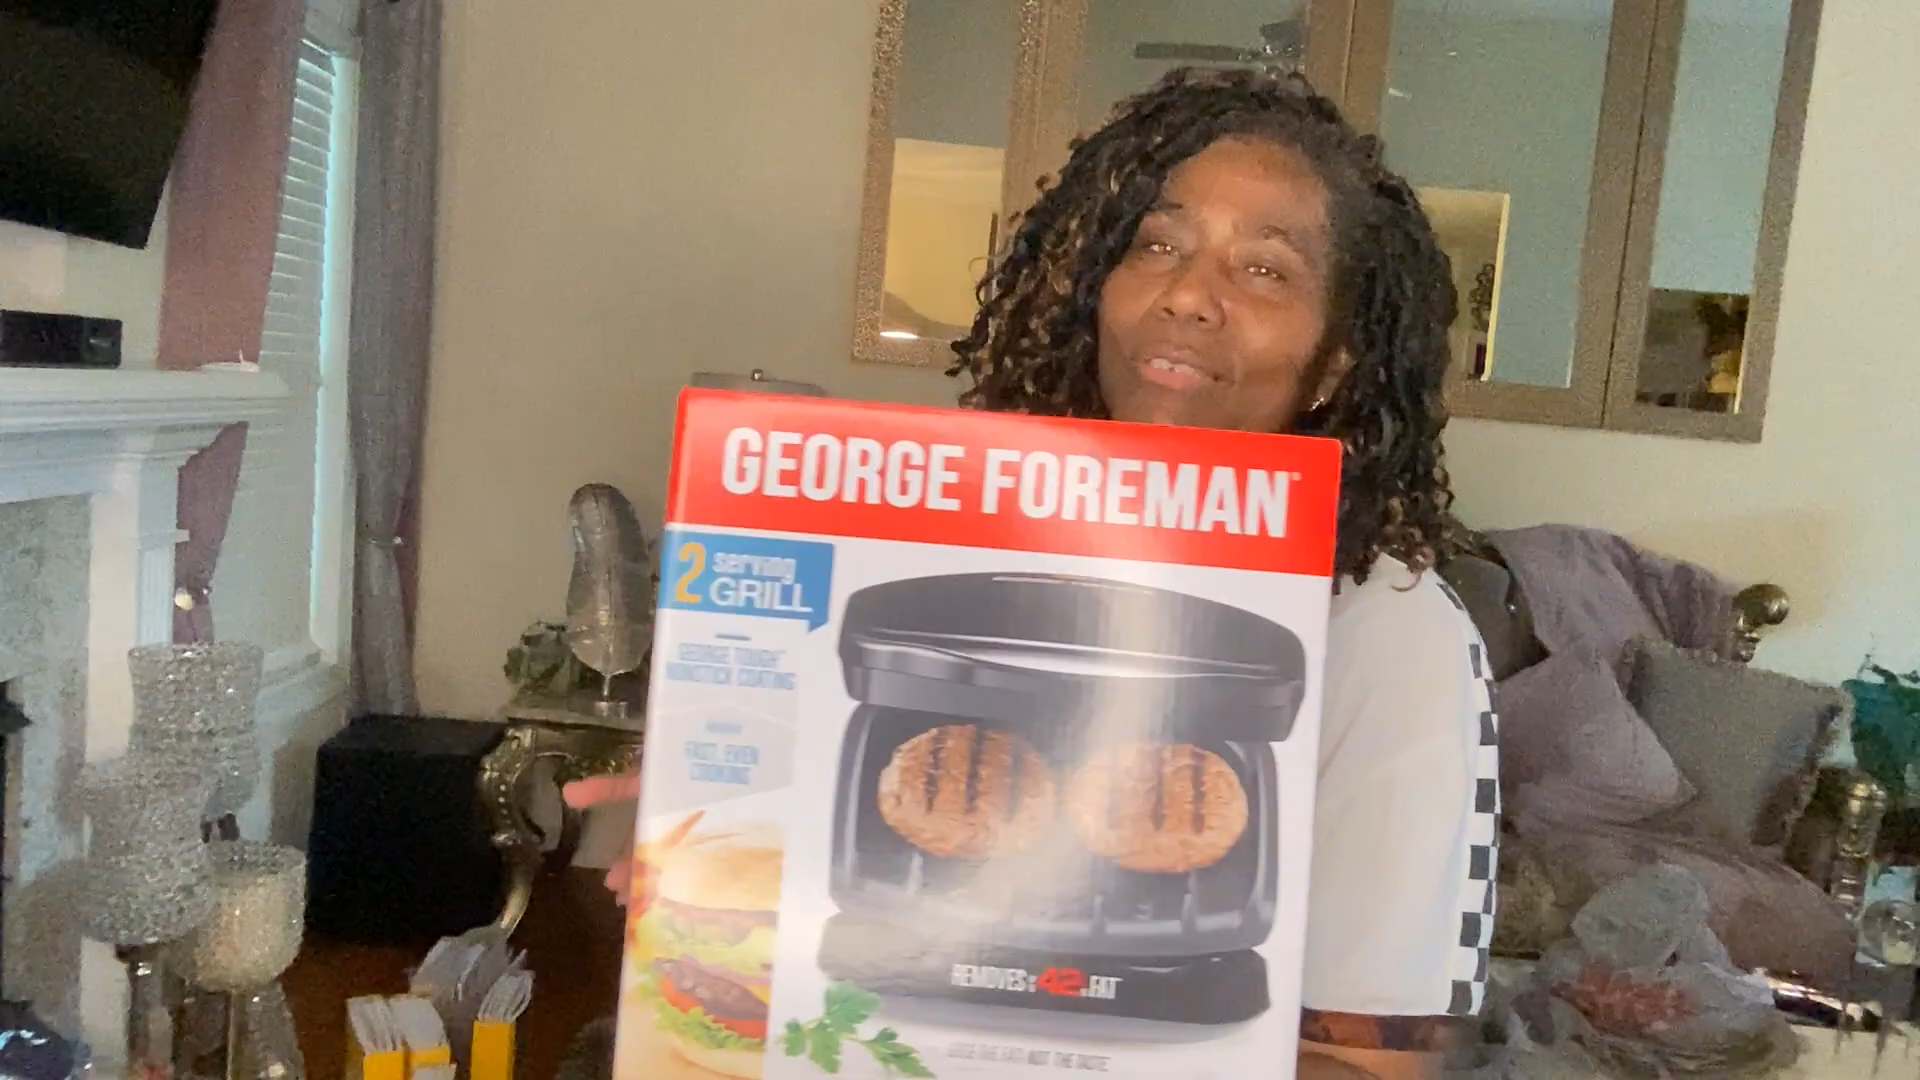 GEORGE FOREMAN
2 serving
GRILL
GEORGE TOUGH™
NONSTICK COATING
FAST, EVEN
COOKING
REMOVES 42 FAT
LOSE THE FAT NOT THE TASTE